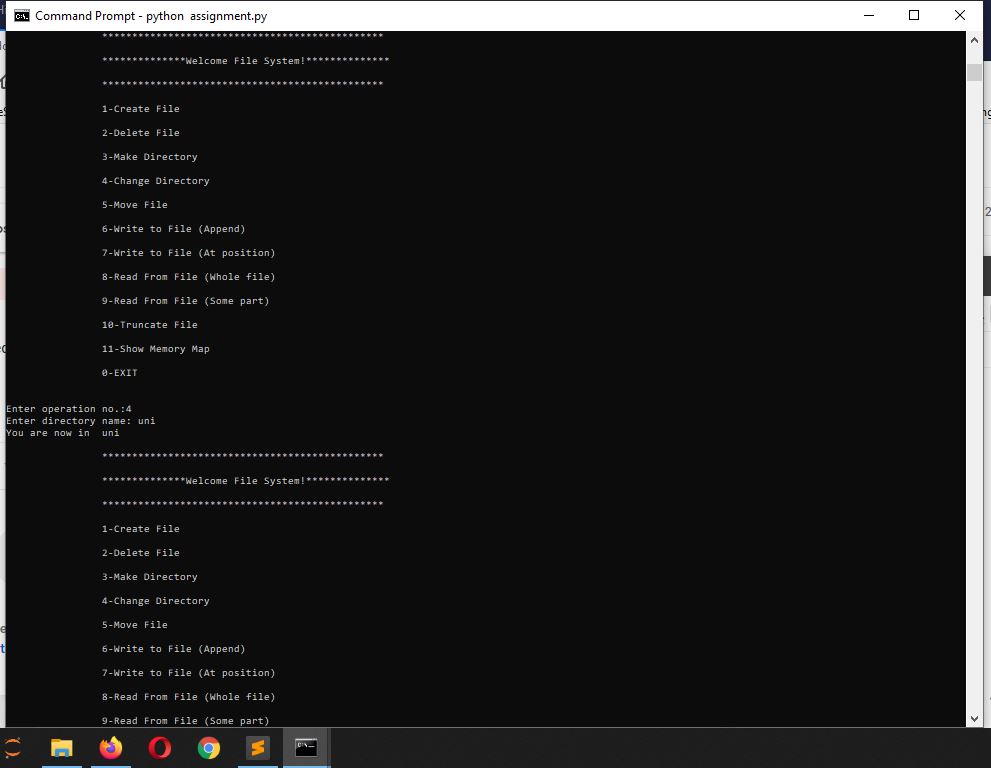 Command Prompt - python  assignment.py
***********************************************
**************Welcome File System!**************
***********************************************
1-Create File
2-Delete File
3-Make Directory
4-Change Directory
5-Move File
6-Write to File (Append)
7-Write to File (At position)
8-Read From File (Whole file)
9-Read From File (Some part)
10-Truncate File
11-Show Memory Map
0-EXIT
Enter operation no.:4
Enter directory name: uni
You are now in  uni
***********************************************
**************Welcome File System!**************
***********************************************
1-Create File
2-Delete File
3-Make Directory
4-Change Directory
5-Move File
6-Write to File (Append)
7-Write to File (At position)
8-Read From File (Whole file)
9-Read From File (Some part)